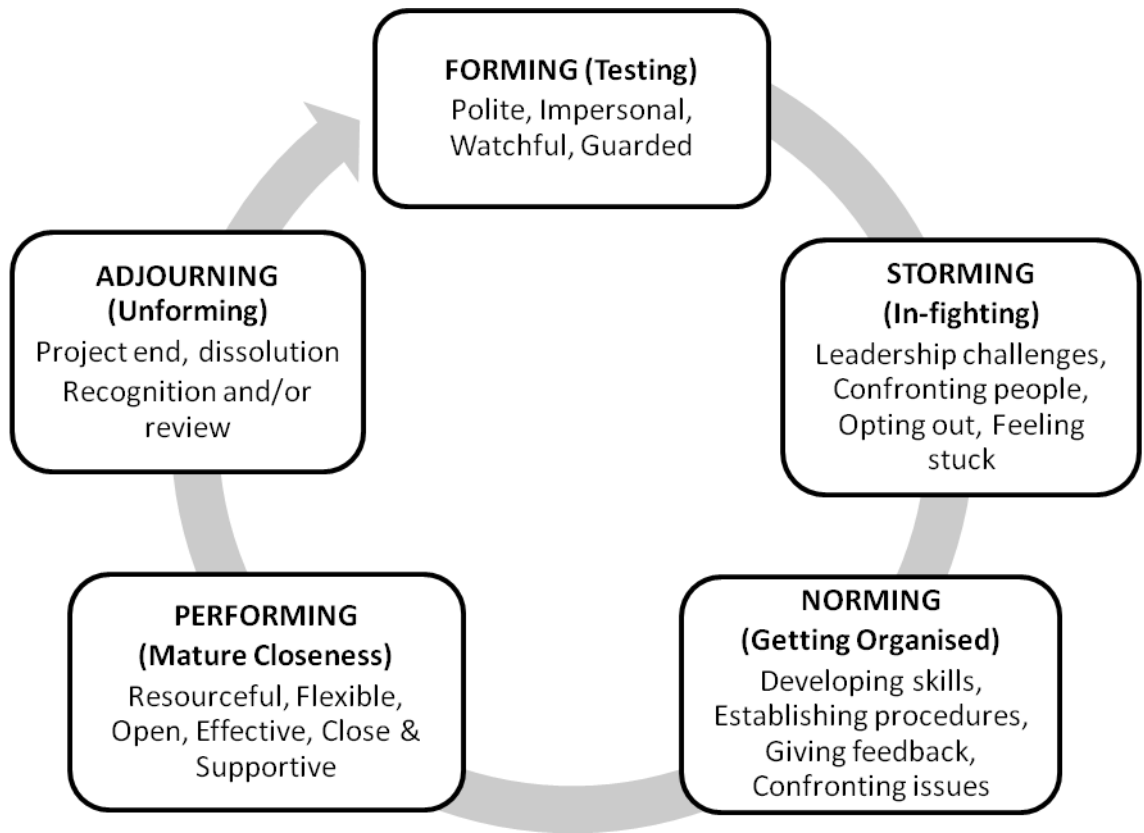 FORMING (Testing)
Polite, Impersonal,
Watchful, Guarded
STORMING
(In-fighting)
Leadership challenges,
Confronting people,
Opting out, Feeling
stuck
NORMING
(Getting Organised)
Developing skills,
Establishing procedures,
Giving feedback,
Confronting issues
PERFORMING
(Mature Closeness)
Resourceful, Flexible,
Open, Effective, Close &
Supportive
ADJOURNING
(Unforming)
Project end, dissolution
Recognition and/or
review